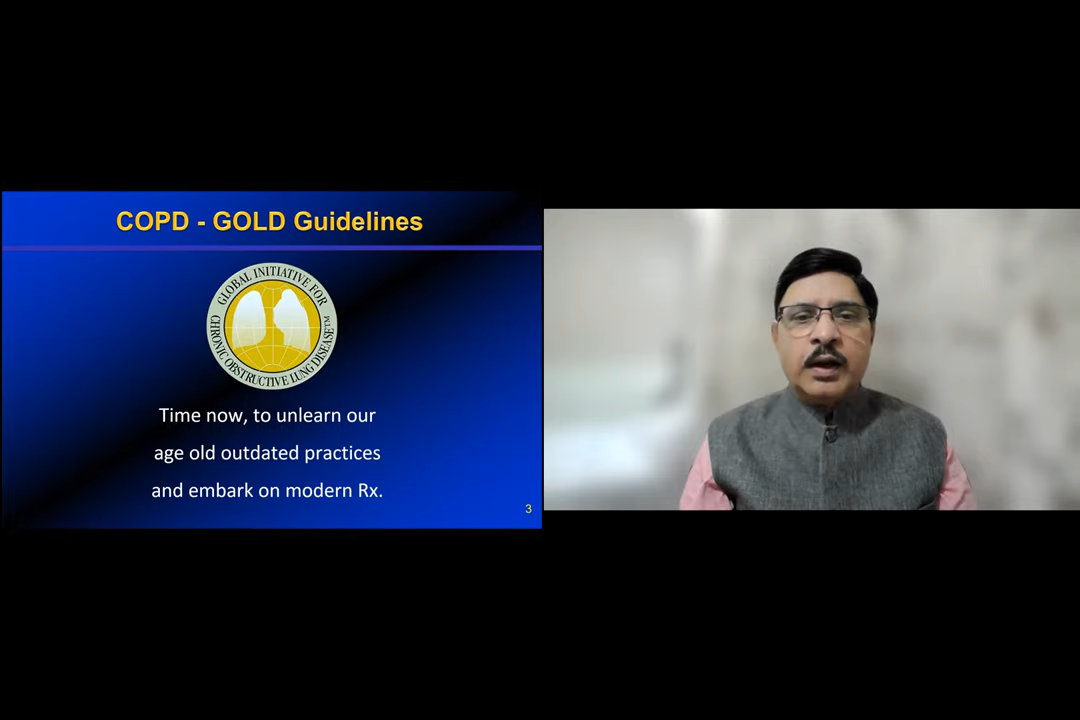 COPD - GOLD Guidelines
GLOBAL INITIATIVE FOR
CHRONIC OBSTRUCTIVE LUNG DISEASE™
Time now, to unlearn our
age old outdated practices
and embark on modern Rx.
3